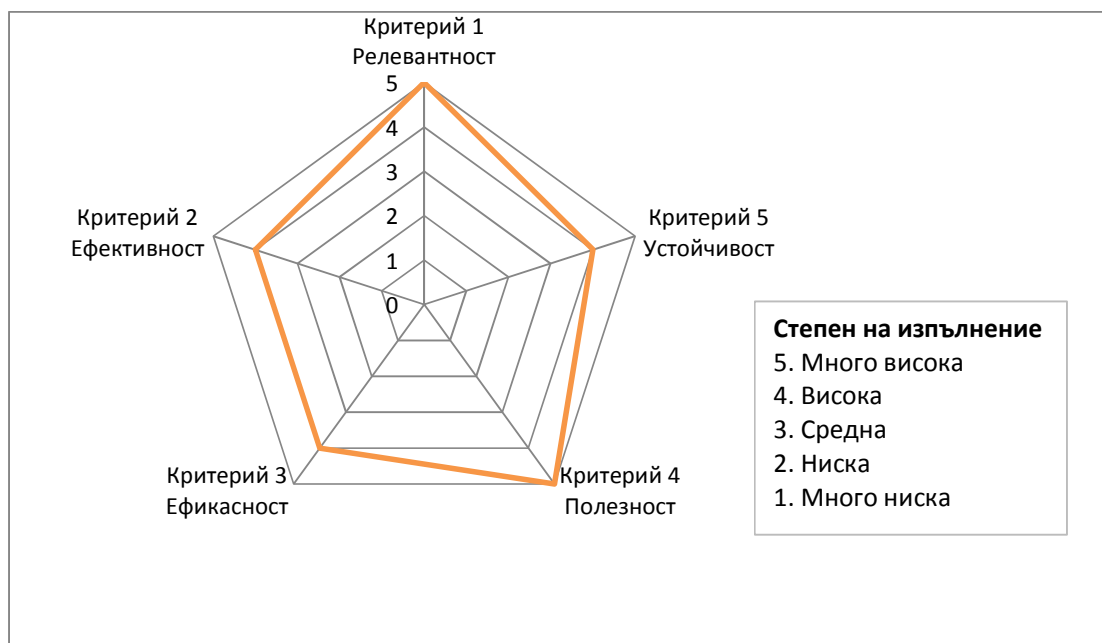 Критерий 1
Релевантност
5
4
3
2
1
0
Критерий 2
Ефективност
Критерий 5
Устойчивост
Критерий 3
Ефикасност
Критерий 4
Полезност
Степен на изпълнение
5. Много висока
4. Висока
3. Средна
2. Ниска
1. Много ниска